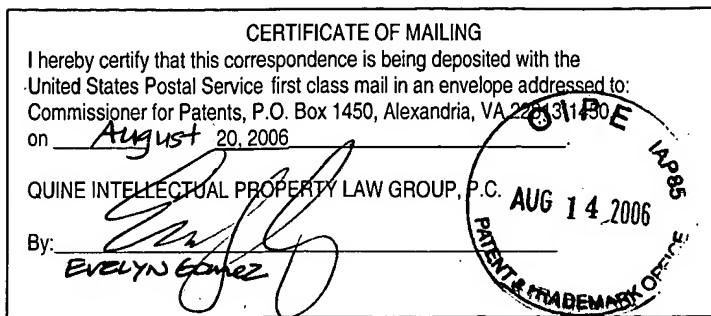 CERTIFICATE OF MAILING
I hereby certify that this correspondence is being deposited with the
United States Postal Service first class mail in an envelope addressed to:
Commissioner for Patents, P.O. Box 1450, Alexandria, VA 22313-1450
on August 20, 2006.
QUINE INTELLECTUAL PROPERTY LAW GROUP, P.C.
By:
EVELYN Gomez
OIPE IAP85
AUG 14 2006
PATENT & TRADEMARK OFFICE